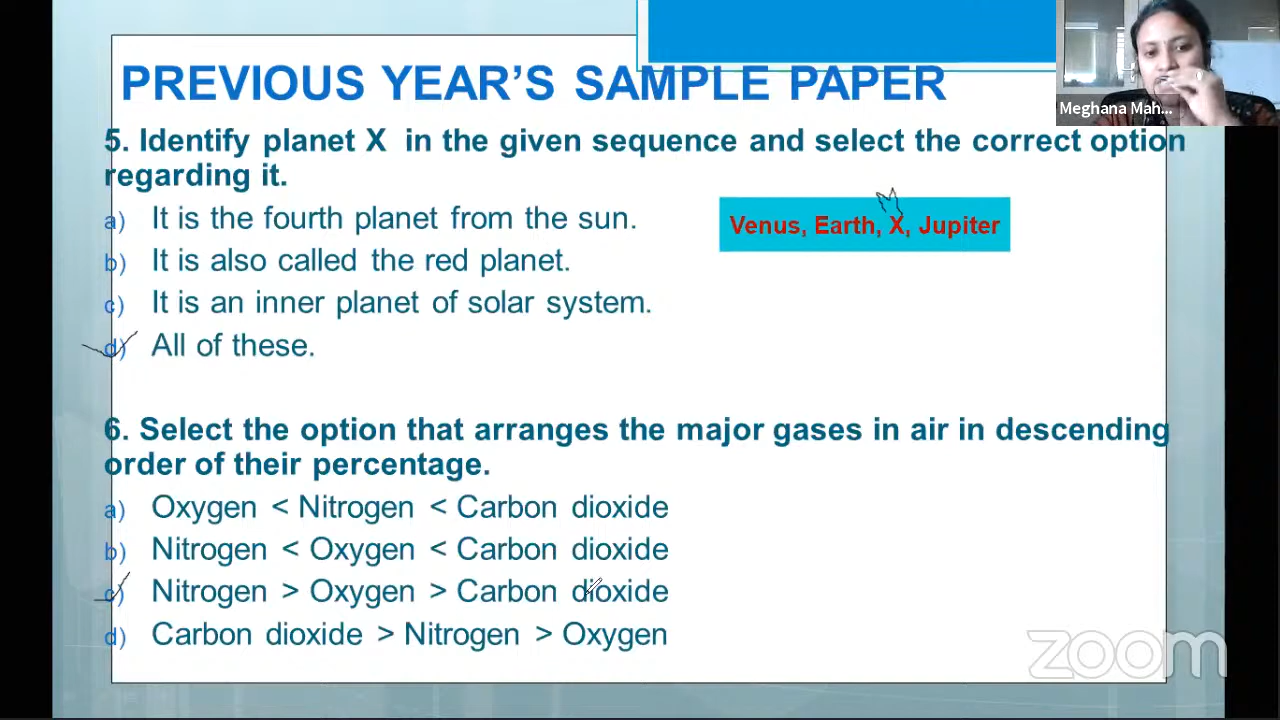 Meghana Mah...
PREVIOUS YEAR'S SAMPLE PAPER
5. Identify planet X in the given sequence and select the correct option
regarding it.
a) It is the fourth planet from the sun.
Venus, Earth, X, Jupiter
b) It is also called the red planet.
c) It is an inner planet of solar system.
d) All of these.
6. Select the option that arranges the major gases in air in descending
order of their percentage.
a) Oxygen < Nitrogen < Carbon dioxide
b) Nitrogen < Oxygen < Carbon dioxide
c) Nitrogen > Oxygen > Carbon dioxide
d) Carbon dioxide > Nitrogen > Oxygen
zoom